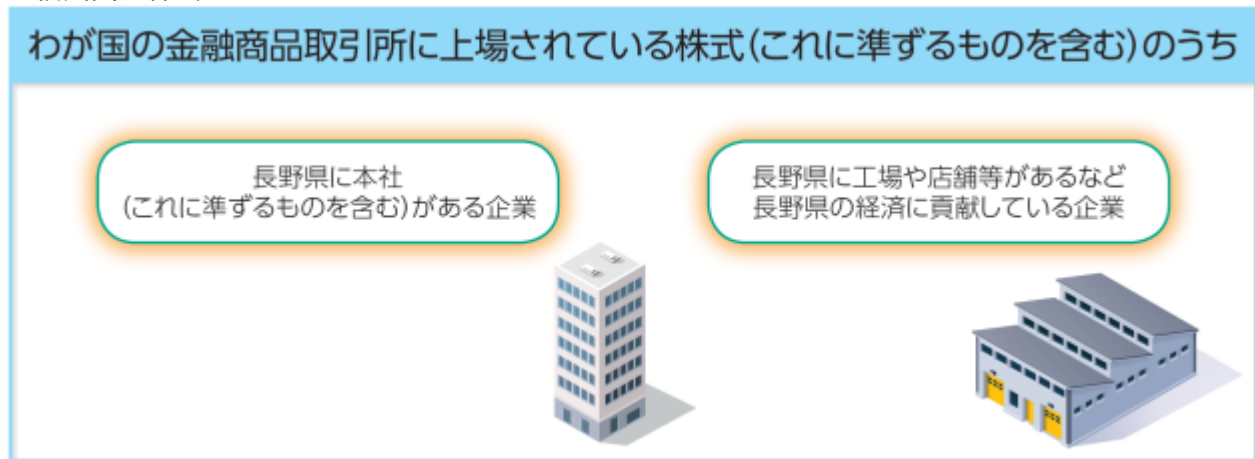 わが国の金融商品取引所に上場されている株式(これに準ずるものを含む)のうち
長野県に本社
(これに準ずるものを含む)がある企業
長野県に工場や店舗等があるなど
長野県の経済に貢献している企業